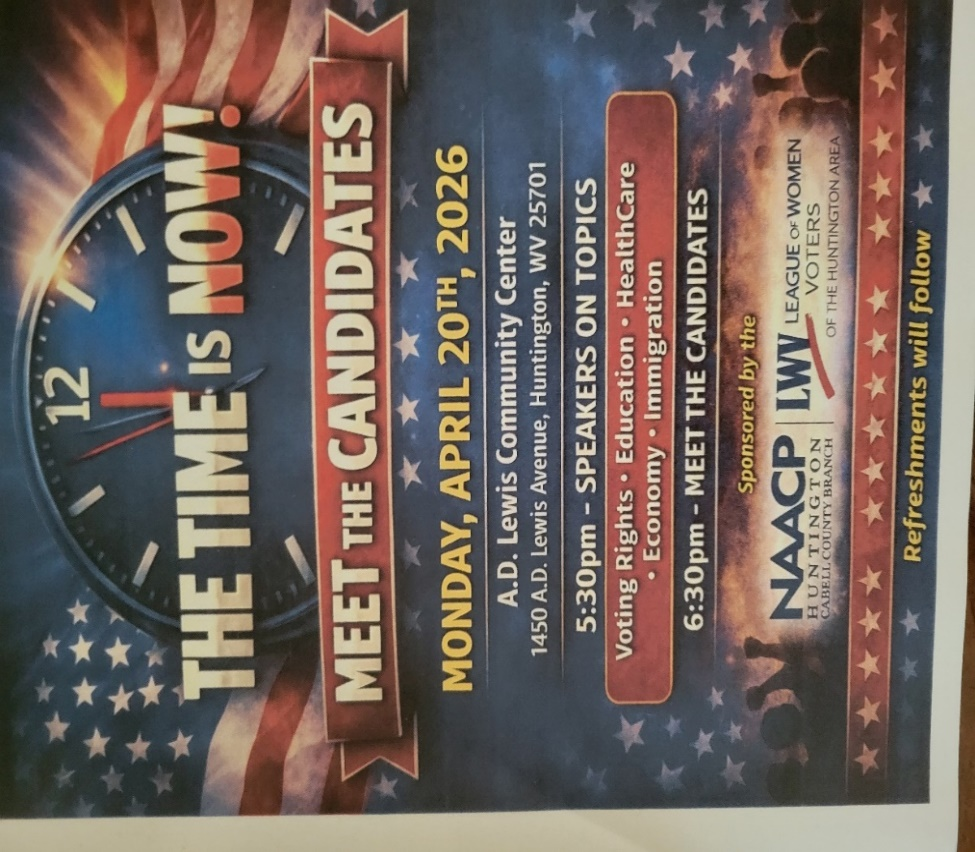 12
THE TIME IS NOW!
MEET THE CANDIDATES
MONDAY, APRIL 20TH, 2026
A.D. Lewis Community Center
1450 A.D. Lewis Avenue, Huntington, WV 25701
5:30pm – SPEAKERS ON TOPICS
Voting Rights • Education • HealthCare
• Economy • Immigration
6:30pm – MEET THE CANDIDATES
Sponsored by the
NAACP
HUNTINGTON
CABELL COUNTY BRANCH
LWV LEAGUE OF WOMEN
VOTERS
OF THE HUNTINGTON AREA
Refreshments will follow